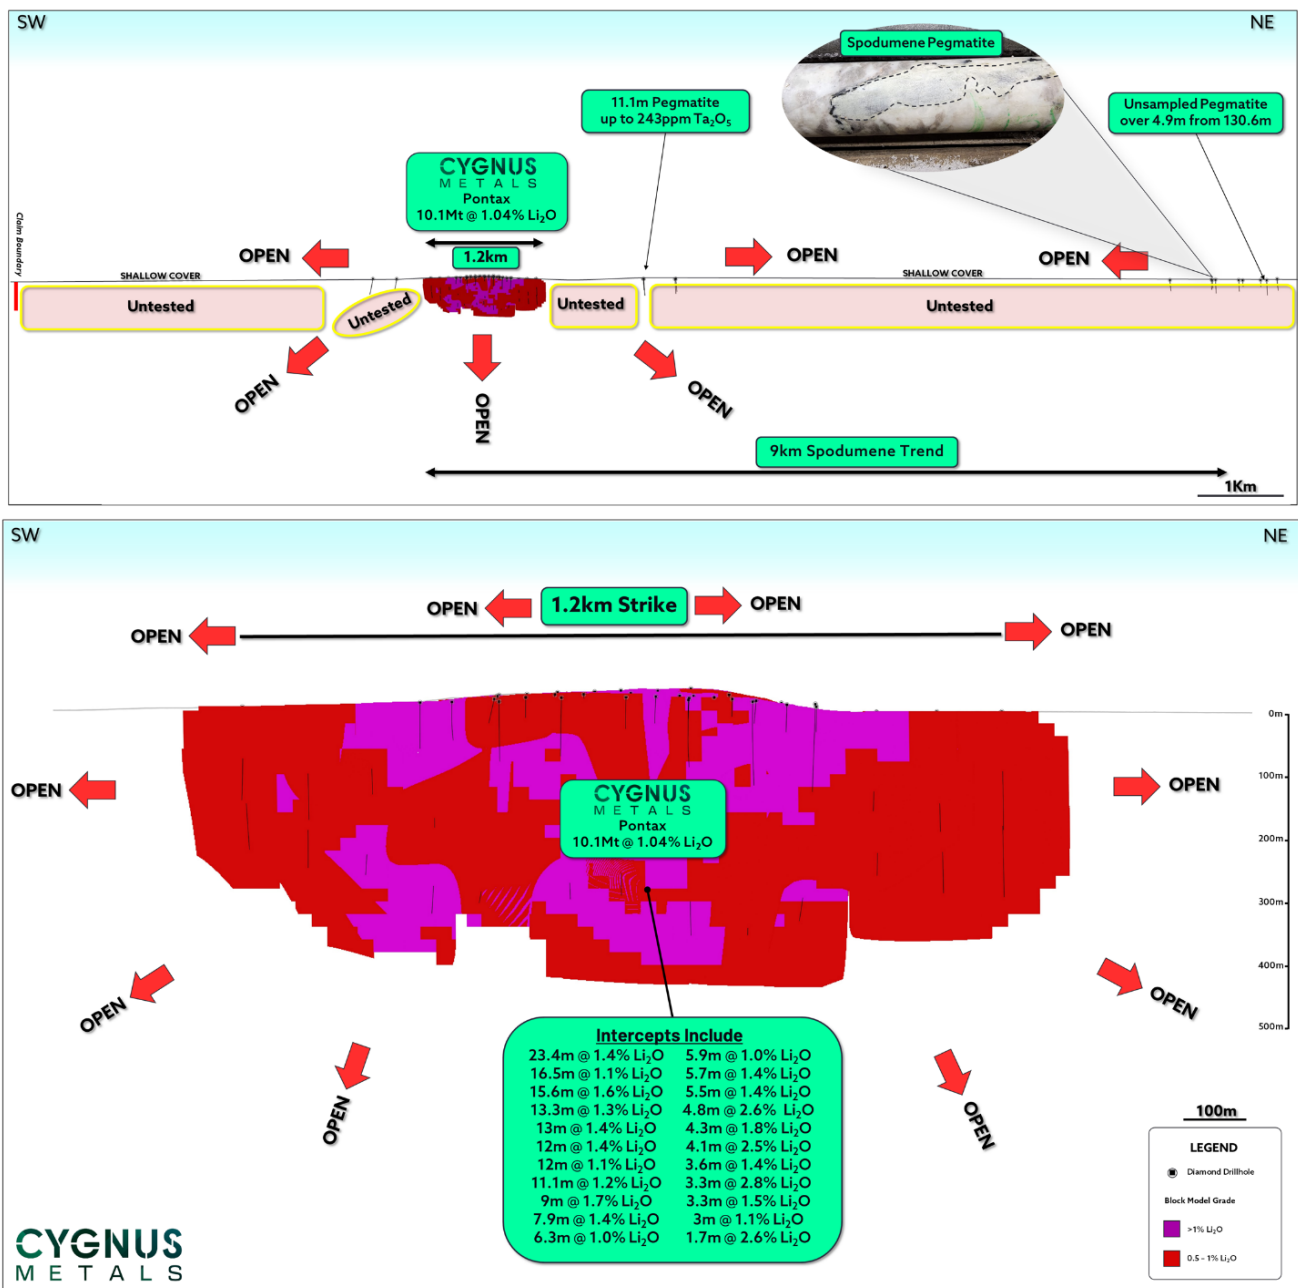 SW
NE
Spodumene Pegmatite
11.1m Pegmatite
up to 243ppm Ta₂O₅
Unsampled Pegmatite
over 4.9m from 130.6m
CYGNUS
METALS
Pontax
10.1Mt @ 1.04% Li₂O
Claim Boundary
OPEN
1.2km
OPEN
OPEN
SHALLOW COVER
SHALLOW COVER
Untested
Untested
Untested
Untested
OPEN
OPEN
OPEN
9km Spodumene Trend
1Km
SW
NE
OPEN
1.2km Strike
OPEN
OPEN
OPEN
0m
100m
200m
300m
400m
500m
OPEN
OPEN
CYGNUS
METALS
Pontax
10.1Mt @ 1.04% Li₂O
OPEN
OPEN
OPEN
OPEN
Intercepts Include
23.4m @ 1.4% Li₂O 5.9m @ 1.0% Li₂O
16.5m @ 1.1% Li₂O 5.7m @ 1.4% Li₂O
15.6m @ 1.6% Li₂O 5.5m @ 1.4% Li₂O
13.3m @ 1.3% Li₂O 4.8m @ 2.6% Li₂O
13m @ 1.4% Li₂O 4.3m @ 1.8% Li₂O
12m @ 1.4% Li₂O 4.1m @ 2.5% Li₂O
12m @ 1.1% Li₂O 3.6m @ 1.4% Li₂O
11.1m @ 1.2% Li₂O 3.3m @ 2.8% Li₂O
9m @ 1.7% Li₂O 3.3m @ 1.5% Li₂O
7.9m @ 1.4% Li₂O 3m @ 1.1% Li₂O
6.3m @ 1.0% Li₂O 1.7m @ 2.6% Li₂O
100m
LEGEND
Diamond Drillhole
Block Model Grade
>1% Li₂O
0.5 - 1% Li₂O
CYGNUS
METALS